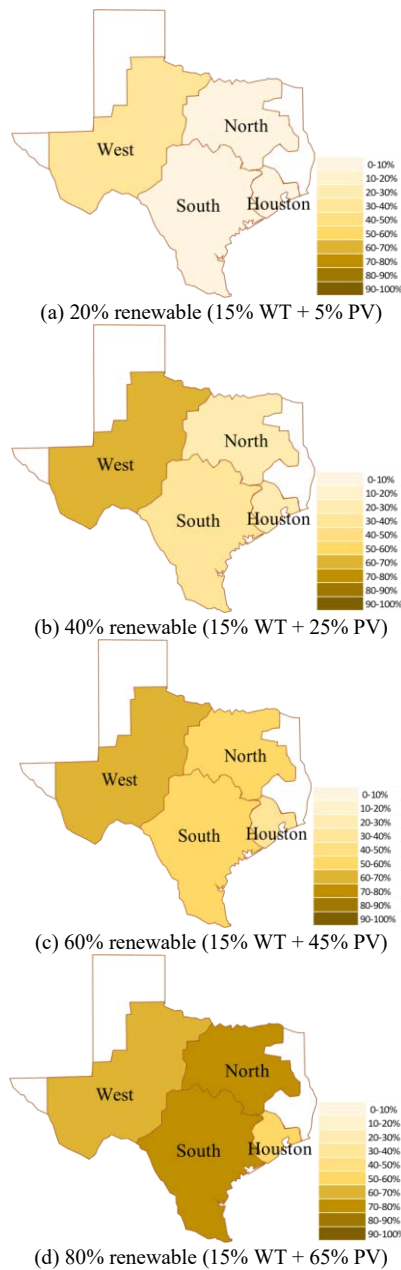 North
West
South
Houston
0-10%
10-20%
20-30%
30-40%
40-50%
50-60%
60-70%
70-80%
80-90%
90-100%
(a) 20% renewable (15% WT + 5% PV)
North
West
South
Houston
0-10%
10-20%
20-30%
30-40%
40-50%
50-60%
60-70%
70-80%
80-90%
90-100%
(b) 40% renewable (15% WT + 25% PV)
North
West
South
Houston
0-10%
10-20%
20-30%
30-40%
40-50%
50-60%
60-70%
70-80%
80-90%
90-100%
(c) 60% renewable (15% WT + 45% PV)
North
West
South
Houston
0-10%
10-20%
20-30%
30-40%
40-50%
50-60%
60-70%
70-80%
80-90%
90-100%
(d) 80% renewable (15% WT + 65% PV)